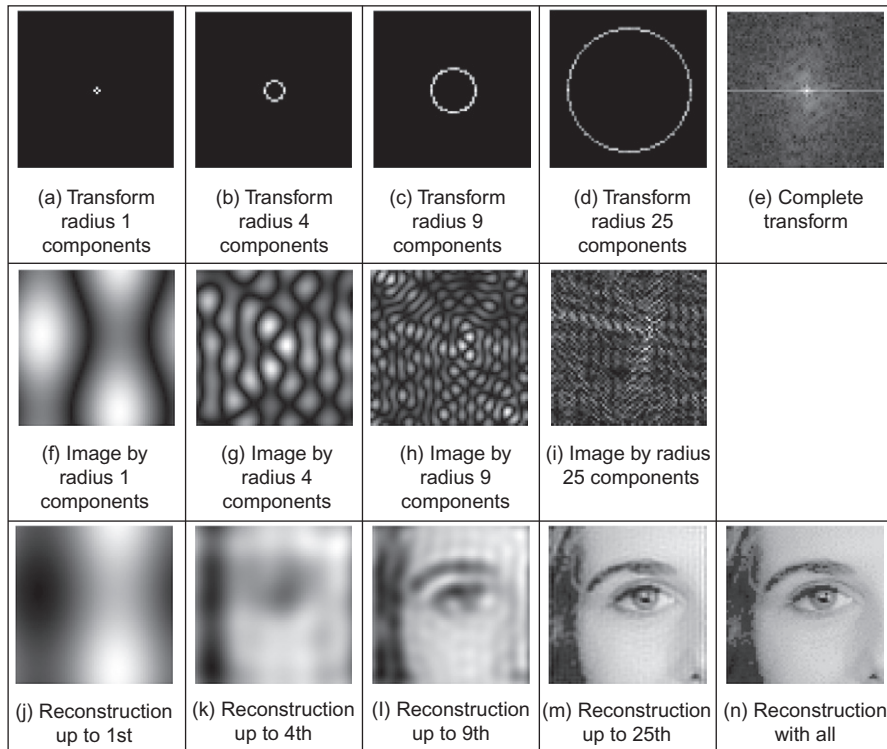 (a) Transform
radius 1
components
(b) Transform
radius 4
components
(c) Transform
radius 9
components
(d) Transform
radius 25
components
(e) Complete
transform
(f) Image by
radius 1
components
(g) Image by
radius 4
components
(h) Image by
radius 9
components
(i) Image by radius
25 components
(j) Reconstruction
up to 1st
(k) Reconstruction
up to 4th
(l) Reconstruction
up to 9th
(m) Reconstruction
up to 25th
(n) Reconstruction
with all